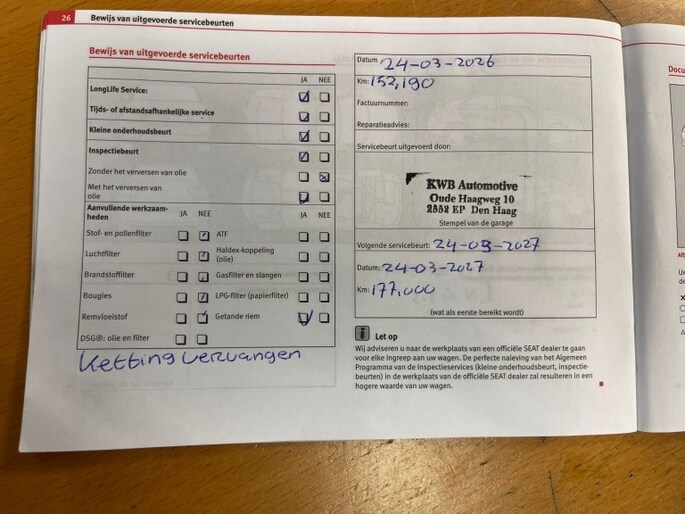 26 Bewijs van uitgevoerde servicebeurten
Bewijs van uitgevoerde servicebeurten
JA NEE
LongLife Service:
Tijds- of afstandsafhankelijke service
Kleine onderhoudsbeurt
Inspectiebeurt
Zonder het verversen van olie
Met het verversen van
olie
Aanvullende werkzaam-
heden
JA NEE JA NEE
Stof- en pollenfilter ATF
Luchtfilter Haldex-koppeling
(olie)
Brandstoffilter Gasfilter en slangen
Bougies LPG-filter (papierfilter)
Remvloeistof Getande riem
DSG®: olie en filter
Ketting vervangen
Datum 24-03-2026
Km: 152,190
Factuurnummer:
Reparatieadvies:
Servicebeurt uitgevoerd door:
KWB Automotive
Oude Haagweg 10
2552 EP Den Haag
Stempel van de garage
Volgende servicebeurt: 24-03-2027
Datum: 24-03-2027
Km: 177,000
(wat als eerste bereikt wordt)
Let op
Wij adviseren u naar de werkplaats van een officiële SEAT dealer te gaan
voor elke ingreep aan uw wagen. De perfecte naleving van het Algemeen
Programma van de Inspectieservices (kleine onderhoudsbeurt, inspectie-
beurten) in de werkplaats van de officiële SEAT dealer zal resulteren in een
hogere waarde van uw wagen.
Docu